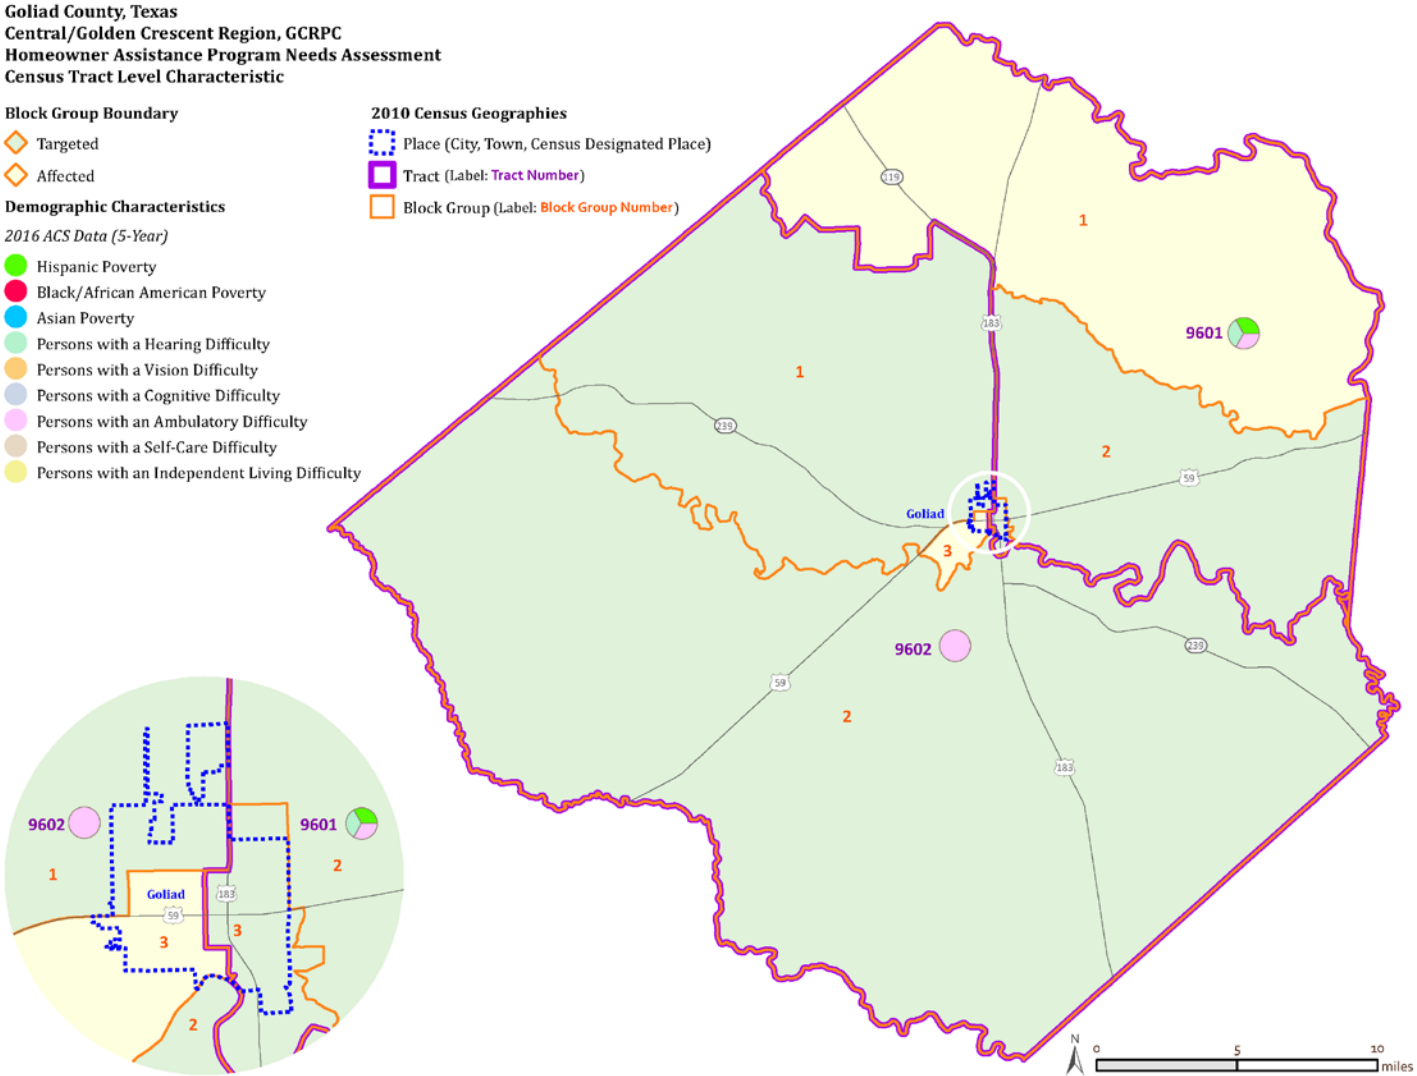 Goliad County, Texas
Central/Golden Crescent Region, GCRPC
Homeowner Assistance Program Needs Assessment
Census Tract Level Characteristic
Block Group Boundary
Targeted
Affected
Demographic Characteristics
2016 ACS Data (5-Year)
Hispanic Poverty
Black/African American Poverty
Asian Poverty
Persons with a Hearing Difficulty
Persons with a Vision Difficulty
Persons with a Cognitive Difficulty
Persons with an Ambulatory Difficulty
Persons with a Self-Care Difficulty
Persons with an Independent Living Difficulty
2010 Census Geographies
Place (City, Town, Census Designated Place)
Tract (Label: Tract Number)
Block Group (Label: Block Group Number)
119
1
183
9601
1
239
2
59
Goliad
3
9602
239
59
2
183
9602
9601
1
2
Goliad
183
59
3
3
2
N
0
5
10
miles